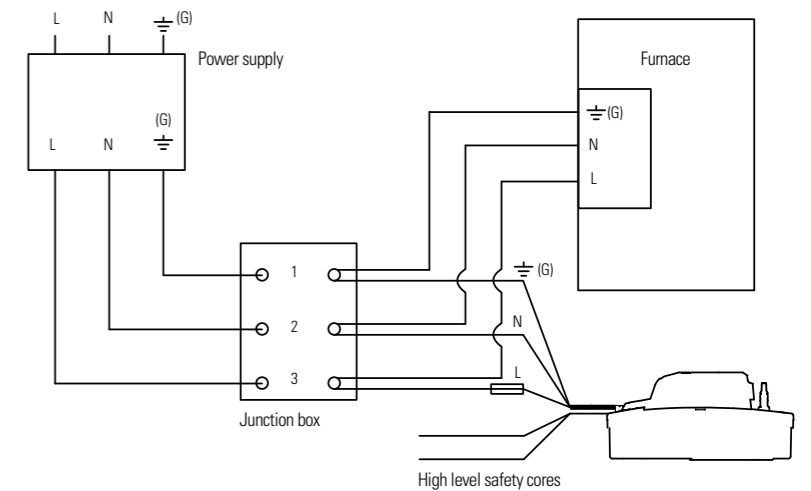 L N ⏚ (G)
Power supply
Furnace
(G)
L N ⏚
⏚ (G)
N
L
1
⏚ (G)
2
N
3
L
Junction box
High level safety cores